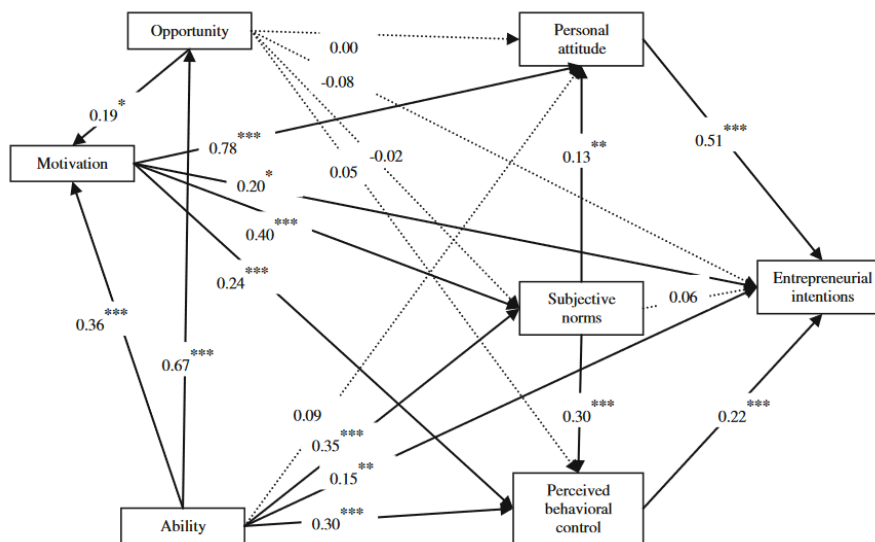 Opportunity
Personal
attitude
0.00
-0.08
0.19*
0.78***
0.13**
0.51***
Motivation
-0.02
0.05
0.20*
0.40***
0.24***
Entrepreneurial
intentions
Subjective
norms
0.06
0.36***
0.67***
0.09
0.35***
0.30***
0.22***
0.15**
Perceived
behavioral
control
Ability
0.30***